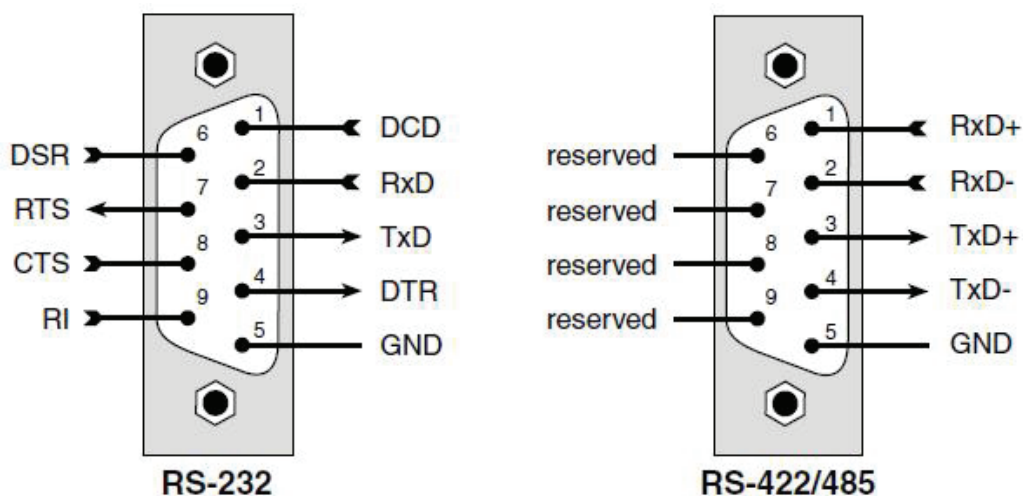 1 DCD
6
DSR
2 RxD
7
RTS
3 TxD
8
CTS
4 DTR
9
RI
5 GND
RS-232
1 RxD+
6
reserved
2 RxD-
7
reserved
3 TxD+
8
reserved
4 TxD-
9
reserved
5 GND
RS-422/485